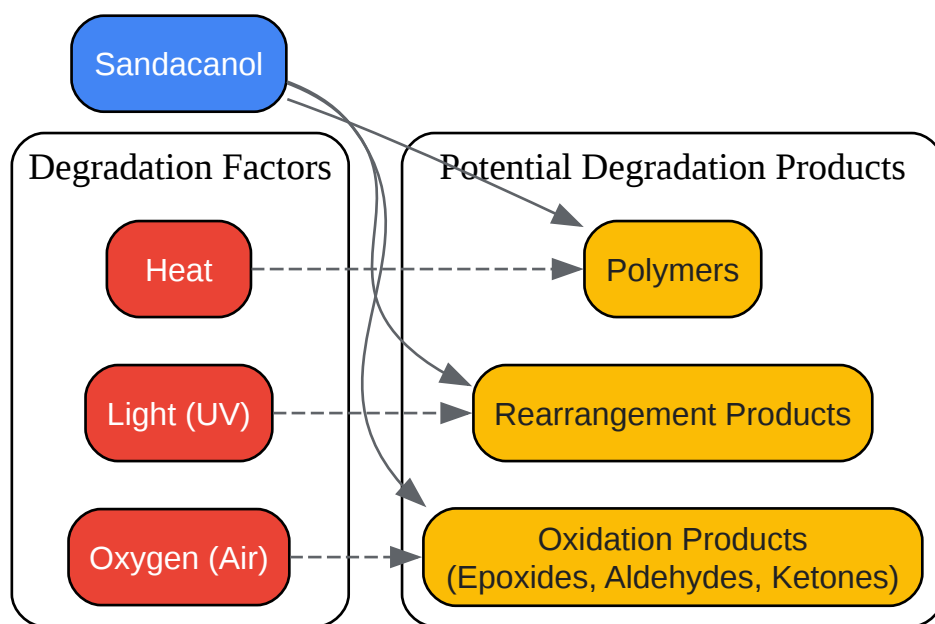 Sandacanol
Degradation Factors
Potential Degradation Products
Heat
Polymers
Light (UV)
Rearrangement Products
Oxygen (Air)
Oxidation Products
(Epoxides, Aldehydes, Ketones)